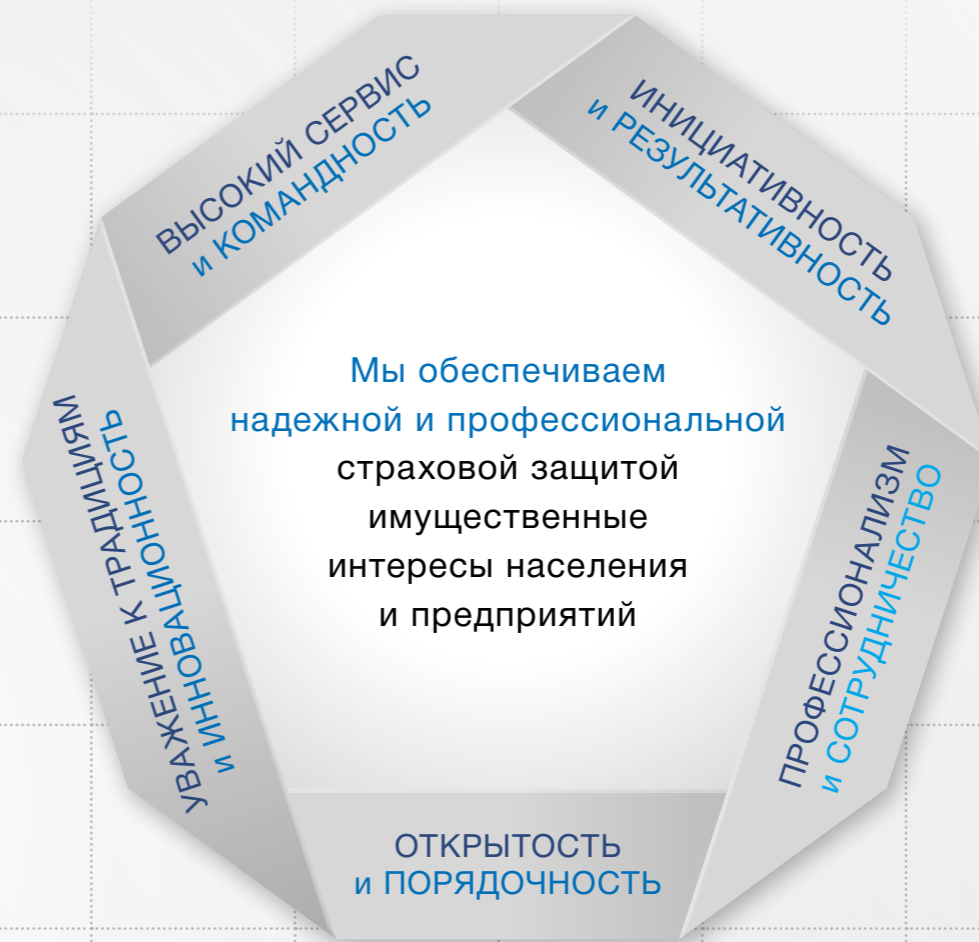 ВЫСОКИЙ СЕРВИС
и КОМАНДНОСТЬ
ИНИЦИАТИВНОСТЬ
и РЕЗУЛЬТАТИВНОСТЬ
Мы обеспечиваем
надежной и профессиональной
страховой защитой
имущественные
интересы населения
и предприятий
УВАЖЕНИЕ К ТРАДИЦИЯМ
и ИННОВАЦИОННОСТЬ
ПРОФЕССИОНАЛИЗМ
и СОТРУДНИЧЕСТВО
ОТКРЫТОСТЬ
и ПОРЯДОЧНОСТЬ